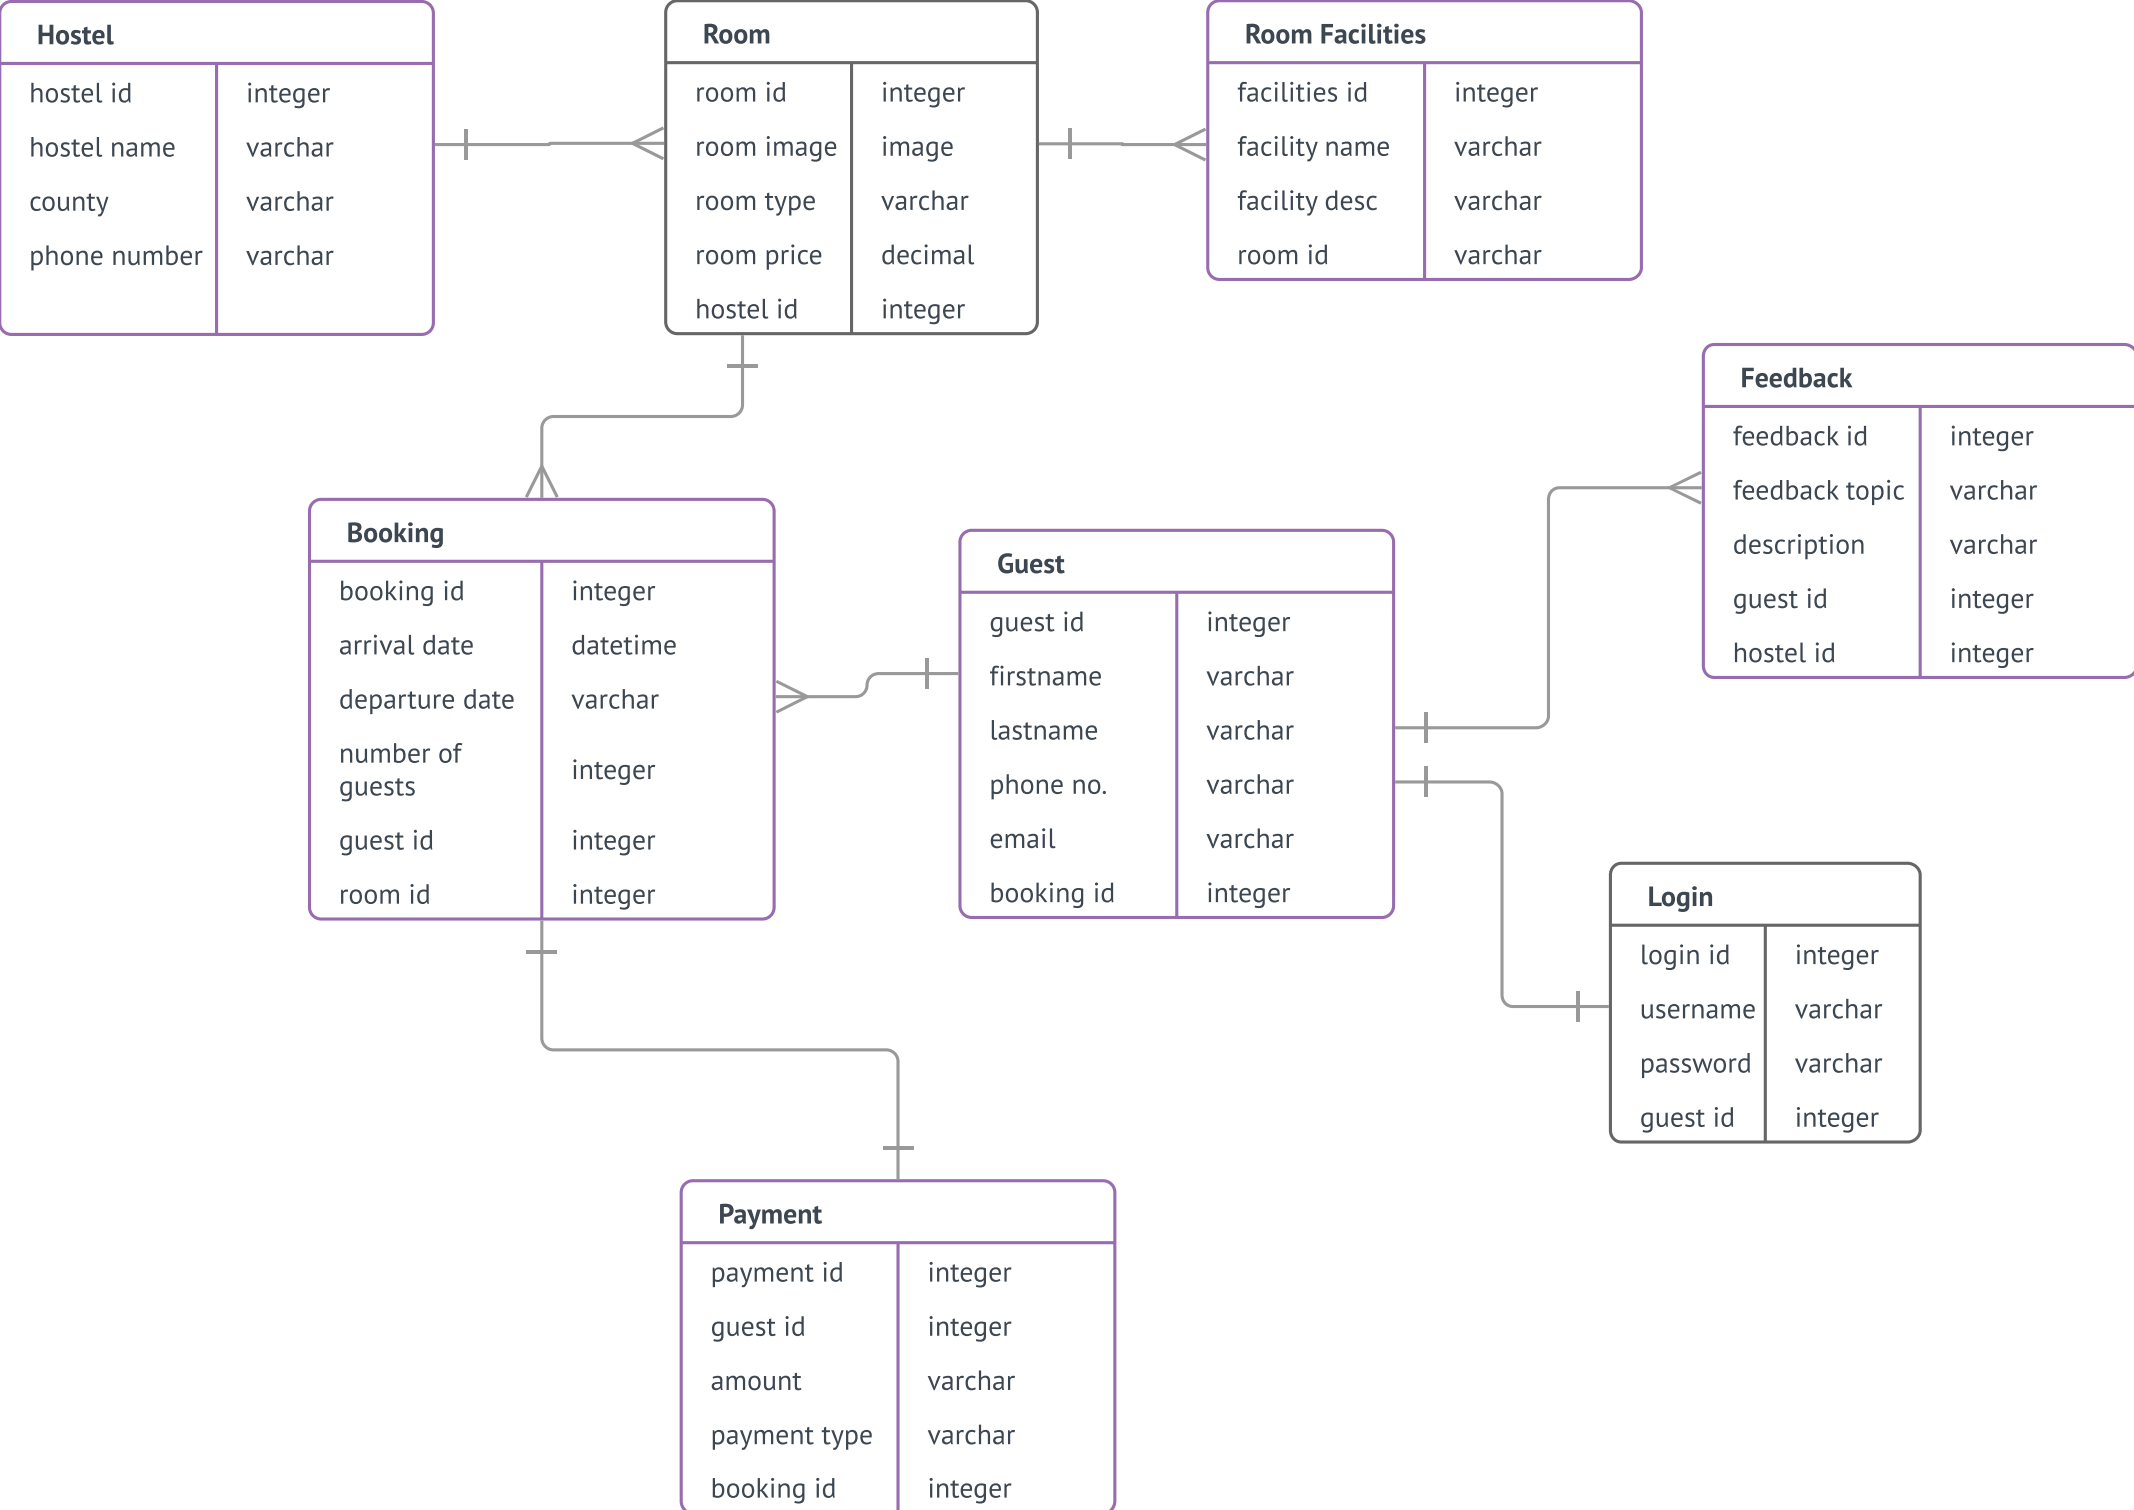 Hostel
hostel id integer
hostel name varchar
county varchar
phone number varchar
Room
room id integer
room image image
room type varchar
room price decimal
hostel id integer
Room Facilities
facilities id integer
facility name varchar
facility desc varchar
room id varchar
Feedback
feedback id integer
feedback topic varchar
description varchar
guest id integer
hostel id integer
Booking
booking id integer
arrival date datetime
departure date varchar
number of
guests integer
guest id integer
room id integer
Guest
guest id integer
firstname varchar
lastname varchar
phone no. varchar
email varchar
booking id integer
Login
login id integer
username varchar
password varchar
guest id integer
Payment
payment id integer
guest id integer
amount varchar
payment type varchar
booking id integer